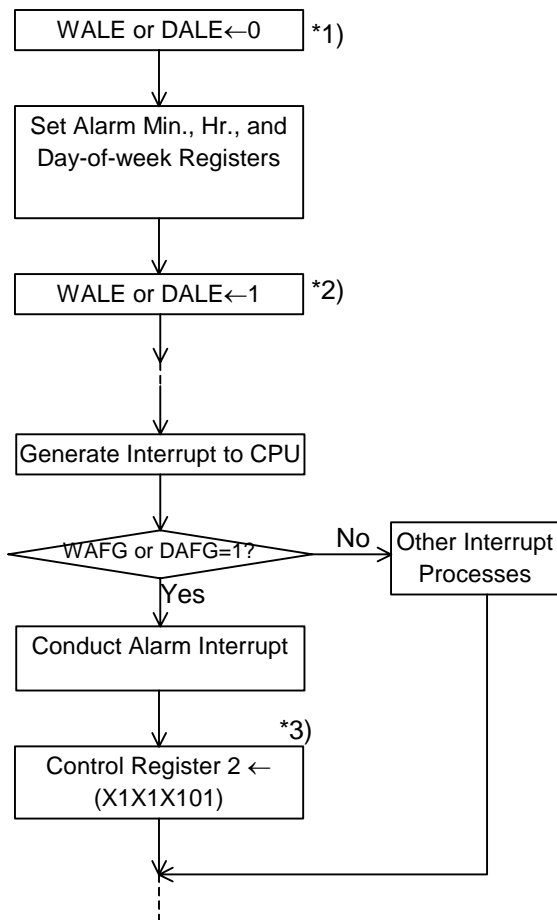 WALE or DALE←0
*1)
Set Alarm Min., Hr., and
Day-of-week Registers
WALE or DALE←1
*2)
Generate Interrupt to CPU
WAFG or DAFG=1?
No
Other Interrupt
Processes
Yes
Conduct Alarm Interrupt
*3)
Control Register 2 ←
(X1X1X101)